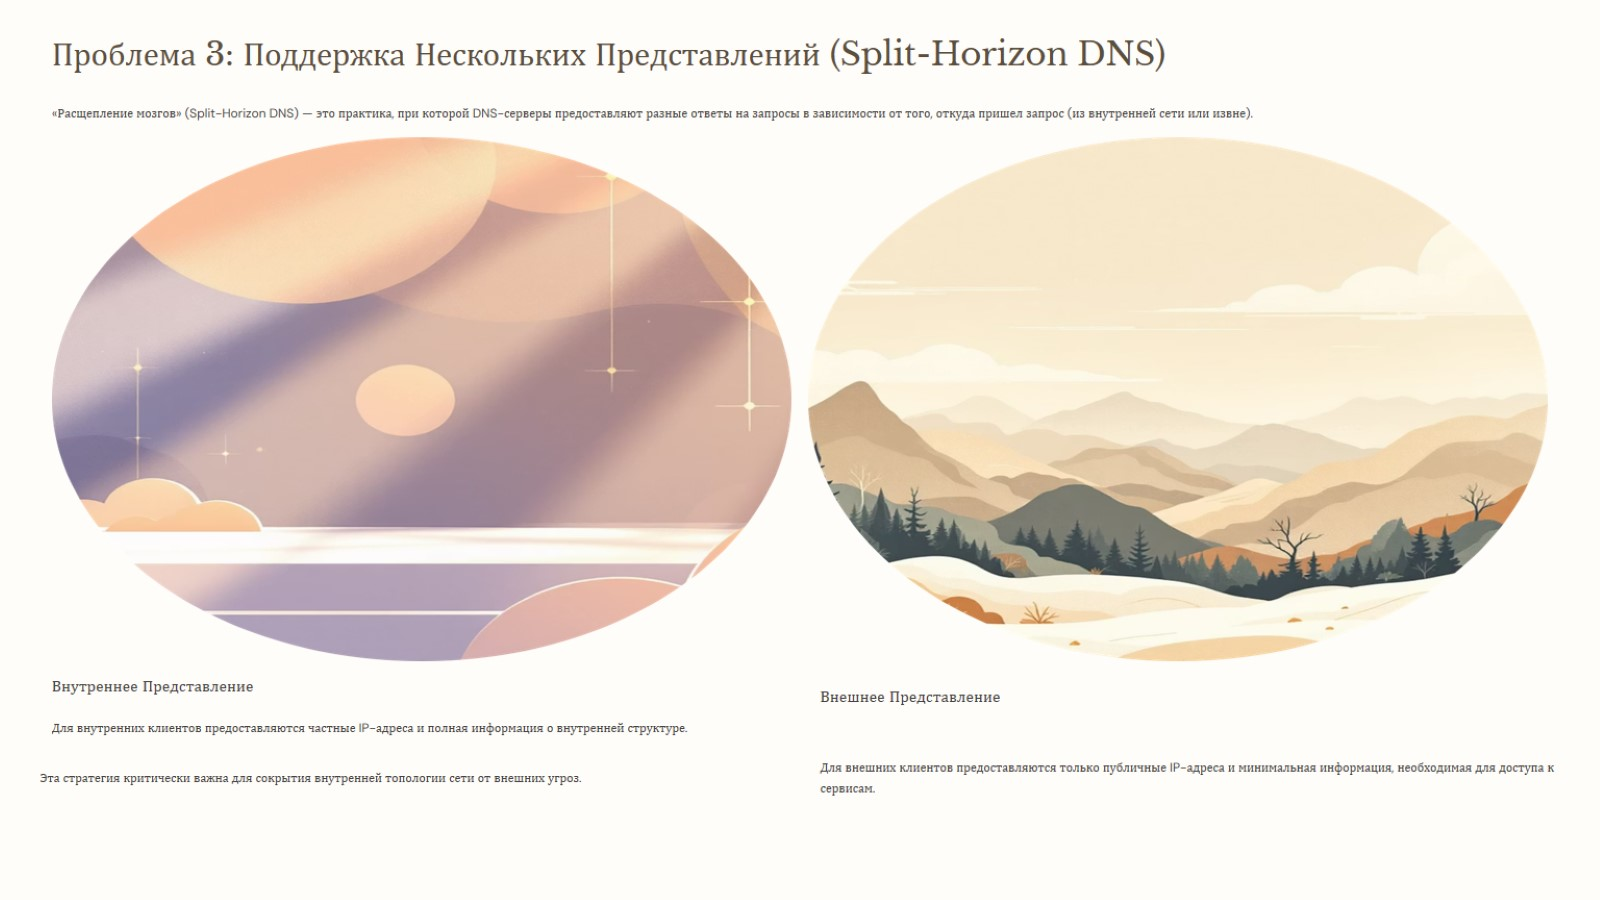 Проблема 3: Поддержка Нескольких Представлений (Split-Horizon DNS)
«Расщепление мозгов» (Split-Horizon DNS) — это практика, при которой DNS-серверы предоставляют разные ответы на запросы в зависимости от того, откуда пришел запрос (из внутренней сети или извне).
Внутреннее Представление
Для внутренних клиентов предоставляются частные IP-адреса и полная информация о внутренней структуре.
Эта стратегия критически важна для сокрытия внутренней топологии сети от внешних угроз.
Внешнее Представление
Для внешних клиентов предоставляются только публичные IP-адреса и минимальная информация, необходимая для доступа к
сервисам.